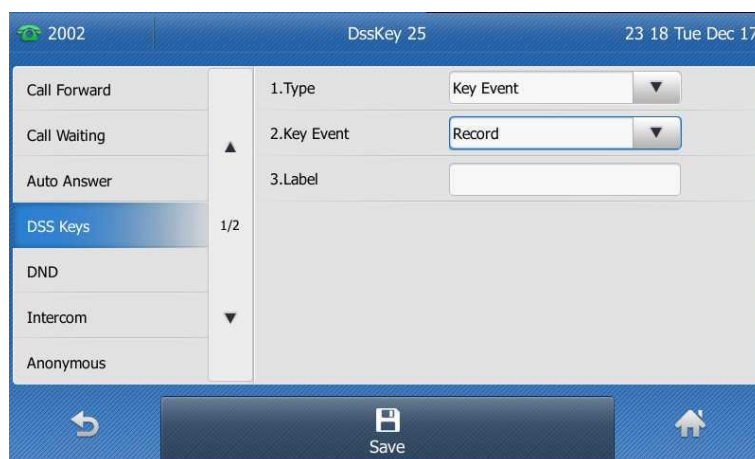 2002 DssKey 25 23 18 Tue Dec 17
Call Forward
Call Waiting
Auto Answer
DSS Keys
DND
Intercom
Anonymous
1/2
1.Type Key Event
2.Key Event Record
3.Label
Save